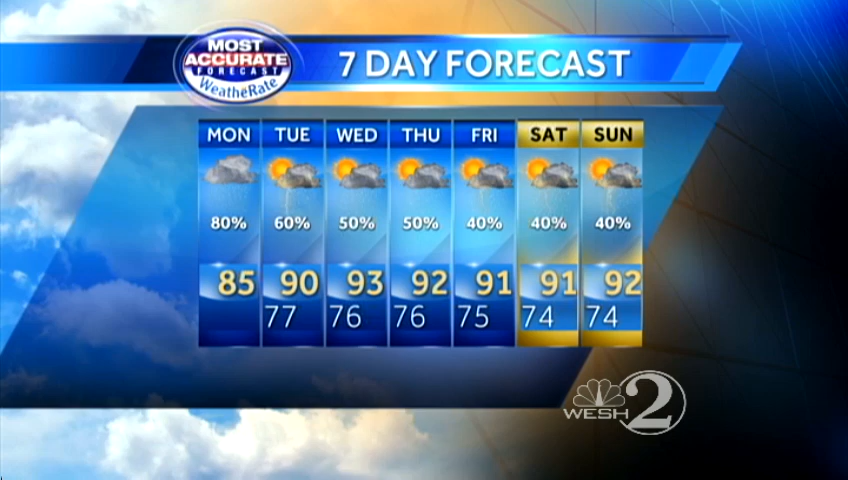 MOST
ACCURATE
FORECAST
WeatheRate
7 DAY FORECAST
MON TUE WED THU FRI SAT SUN
80% 60% 50% 50% 40% 40% 40%
85 90 93 92 91 91 92
77 76 76 75 74 74
WESH 2